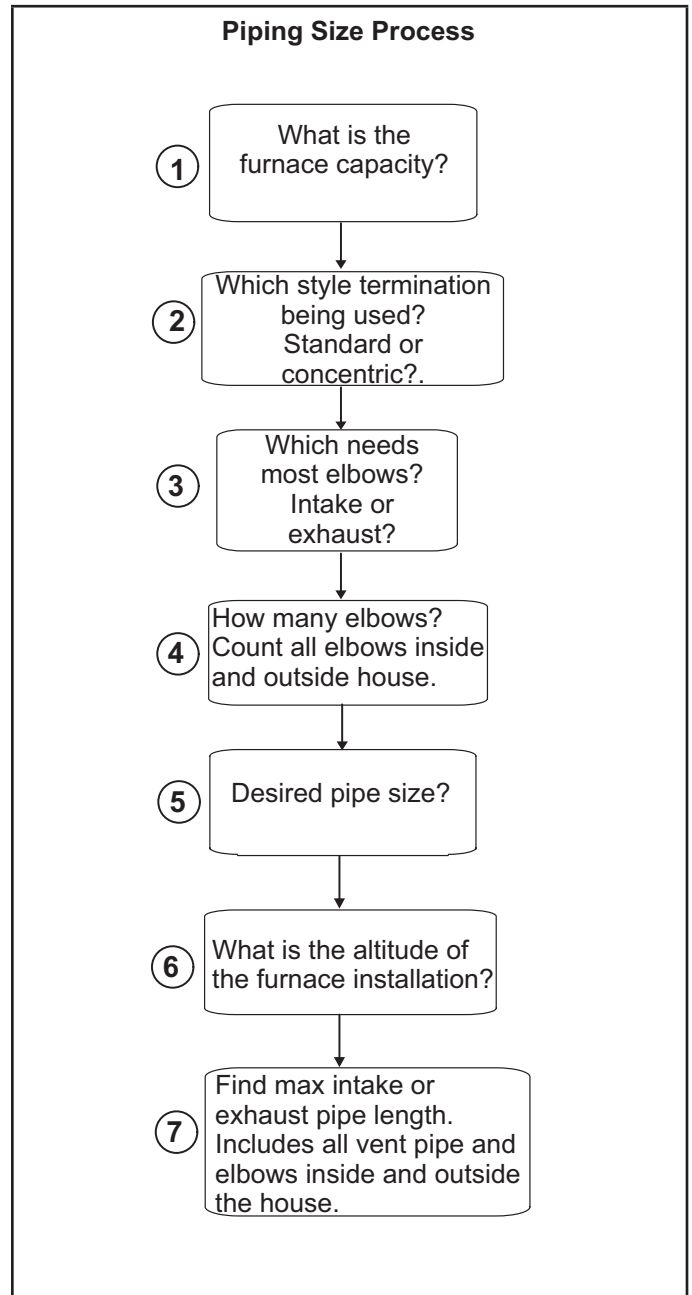 Piping Size Process
1
What is the
furnace capacity?
2
Which style termination
being used?
Standard or
concentric?.
3
Which needs
most elbows?
Intake or
exhaust?
4
How many elbows?
Count all elbows inside
and outside house.
5
Desired pipe size?
6
What is the altitude of
the furnace installation?
7
Find max intake or
exhaust pipe length.
Includes all vent pipe and
elbows inside and outside
the house.